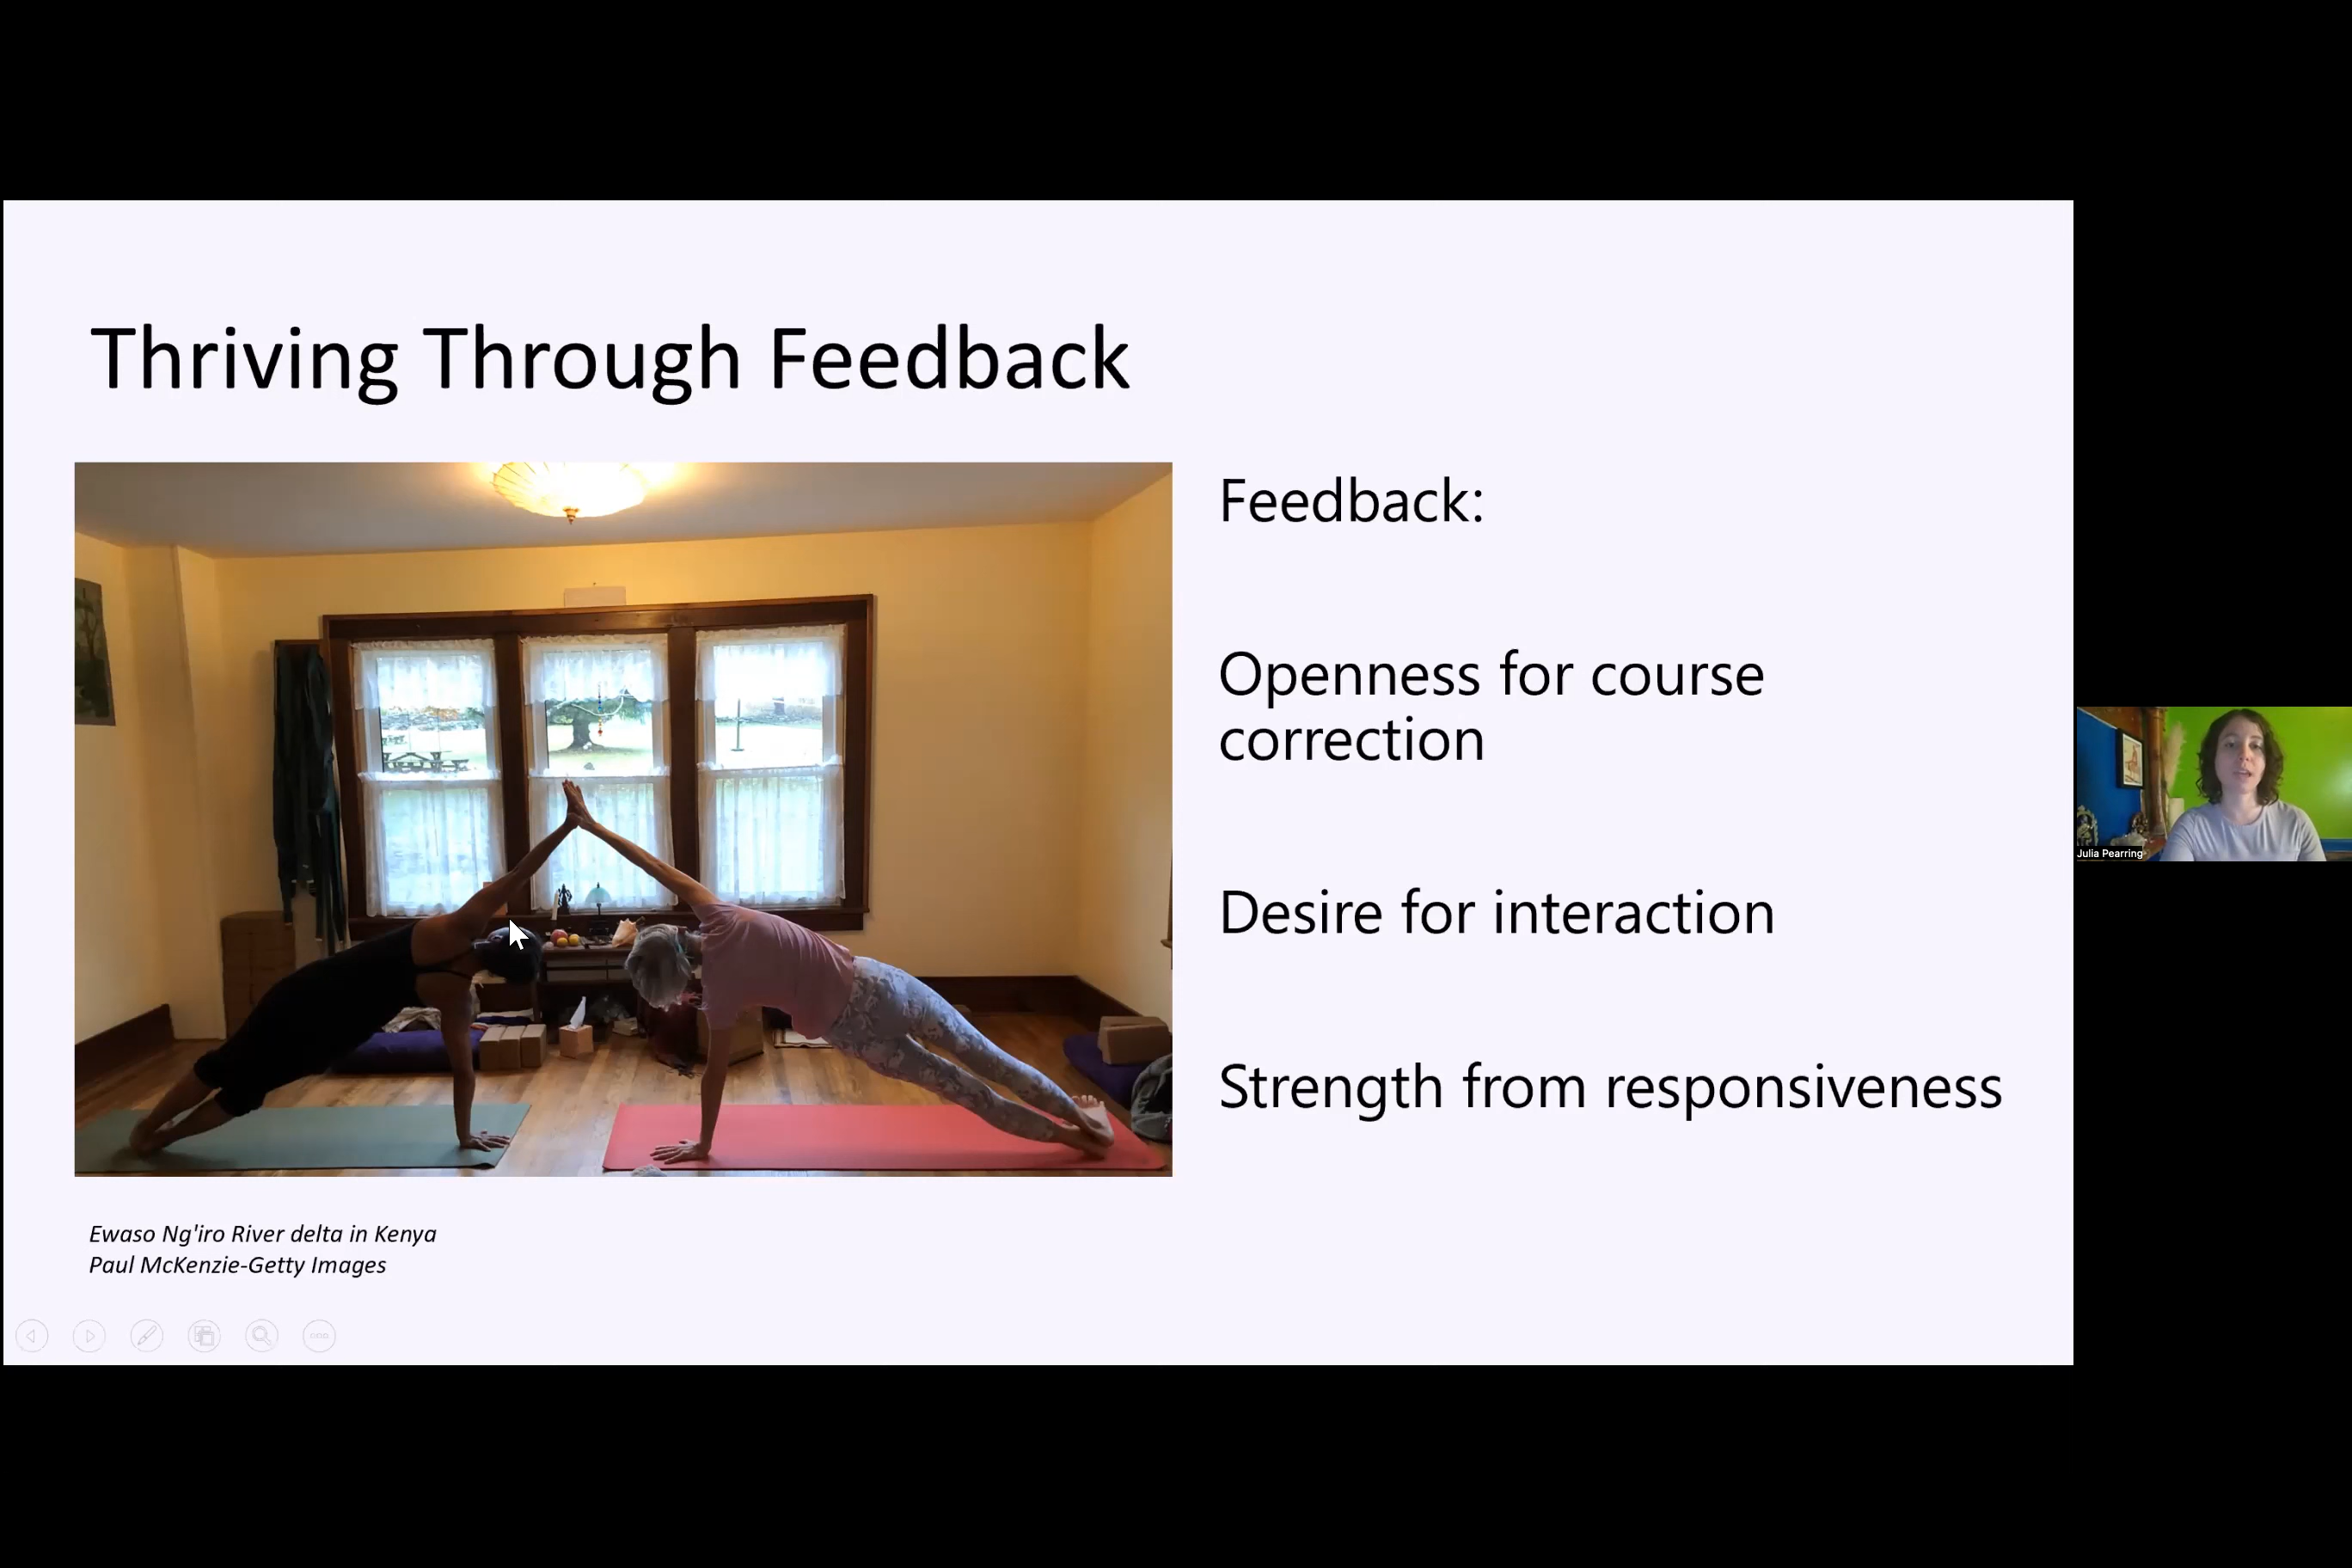 Thriving Through Feedback
Feedback:
Openness for course
correction
Desire for interaction
Strength from responsiveness
Ewaso Ng'iro River delta in Kenya
Paul McKenzie-Getty Images
Julia Pearring